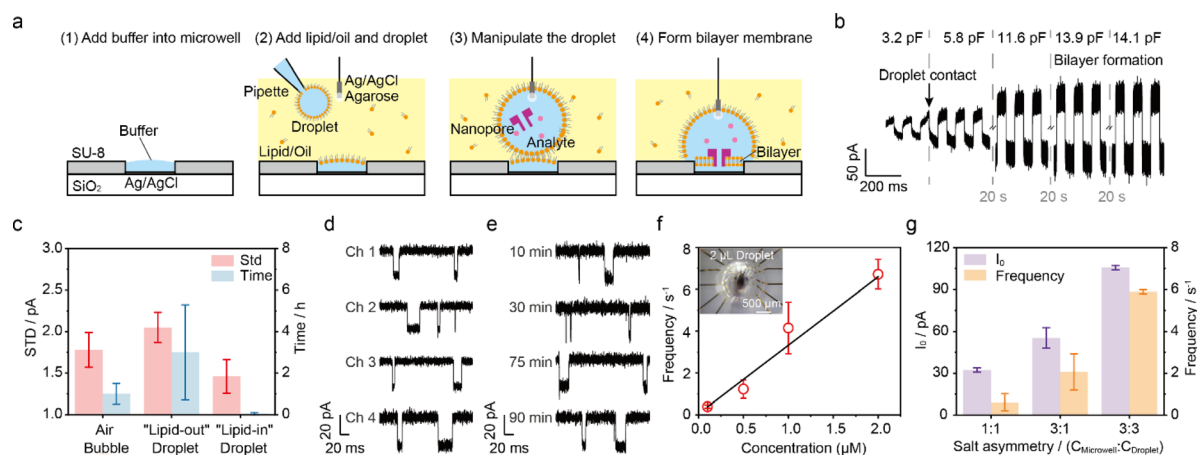 a
(1) Add buffer into microwell
(2) Add lipid/oil and droplet
(3) Manipulate the droplet
(4) Form bilayer membrane
Buffer
SU-8
Ag/AgCl
SiO₂
Pipette
Ag/AgCl
Agarose
Droplet
Lipid/Oil
Nanopore
Analyte
Bilayer
b
3.2 pF
5.8 pF
11.6 pF
13.9 pF
14.1 pF
Droplet contact
Bilayer formation
50 pA
200 ms
20 s
20 s
20 s
c
STD / pA
3.0
2.5
2.0
1.5
1.0
Std
Time
8
6
4
2
0
Time / h
Air
Bubble
"Lipid-out"
Droplet
"Lipid-in"
Droplet
d
Ch 1
Ch 2
Ch 3
Ch 4
20 pA
20 ms
e
10 min
30 min
75 min
90 min
20 pA
20 ms
f
Frequency / s⁻¹
8
6
4
2
0
2 μL Droplet
500 μm
0.0
0.5
1.0
1.5
2.0
Concentration (μM)
g
I₀ / pA
120
90
60
30
0
I₀
Frequency
8
6
4
2
0
Frequency / s⁻¹
1:1
3:1
3:3
Salt asymmetry / (C_Microwell:C_Droplet)